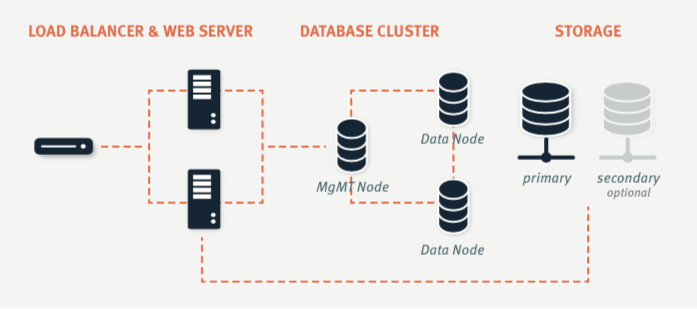 LOAD BALANCER & WEB SERVER
DATABASE CLUSTER
STORAGE
Data Node
MgMT Node
primary
secondary
optional
Data Node